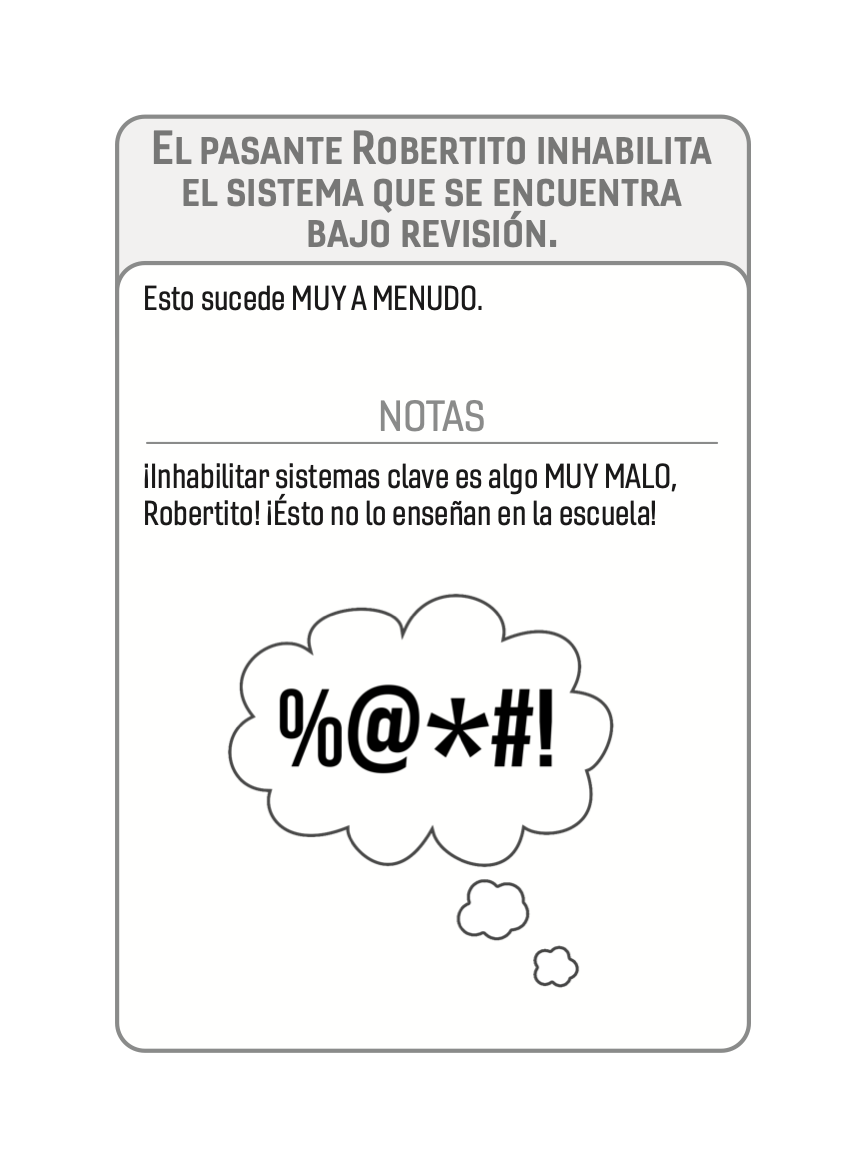 El pasante Robertito inhabilita
el sistema que se encuentra
bajo revisión.
Esto sucede MUY A MENUDO.
NOTAS
¡Inhabilitar sistemas clave es algo MUY MALO,
Robertito! ¡Ésto no lo enseñan en la escuela!
%@*#!